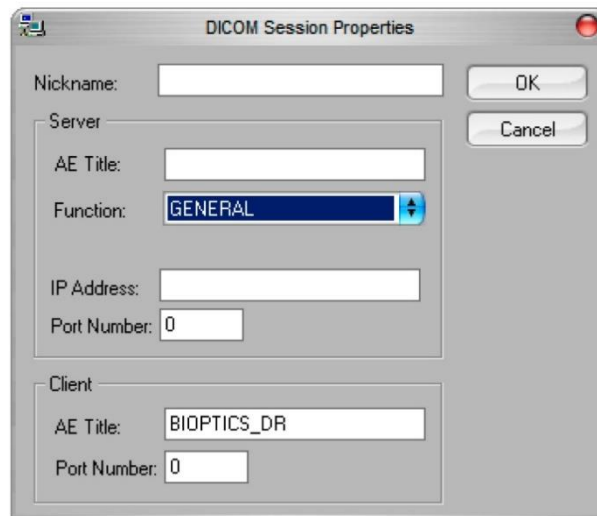 DICOM Session Properties
Nickname:
OK
Server
Cancel
AE Title:
Function: GENERAL
IP Address:
Port Number: 0
Client
AE Title: BIOPTICS_DR
Port Number: 0